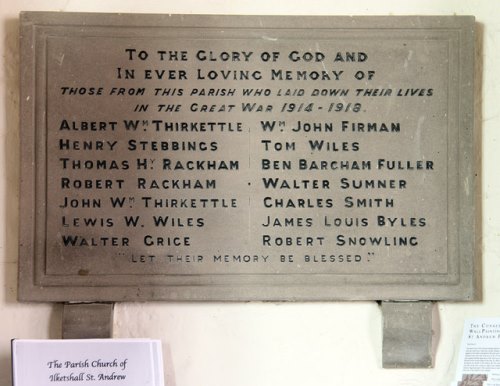 To the Glory of God and
In ever Loving Memory of
those from this parish who laid down their lives
in the Great War 1914-1918.
Albert Wm Thirkettle Wm John Firman
Henry Stebbings Tom Wiles
Thomas Hy Rackham Ben Barcham Fuller
Robert Rackham Walter Sumner
John Wm Thirkettle Charles Smith
Lewis W. Wiles James Louis Byles
Walter Grice Robert Snowling
"Let their memory be blessed."
The Parish Church of
Ilketshall St. Andrew